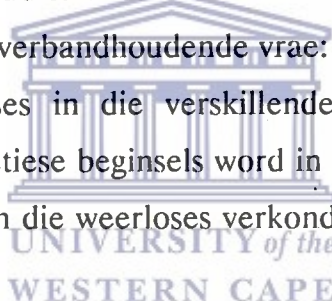 verbandhoudende vrae:
es in die verskillende
tiese beginsels word in
n die weerloses verkond
UNIVERSITY of the
WESTERN CAPE